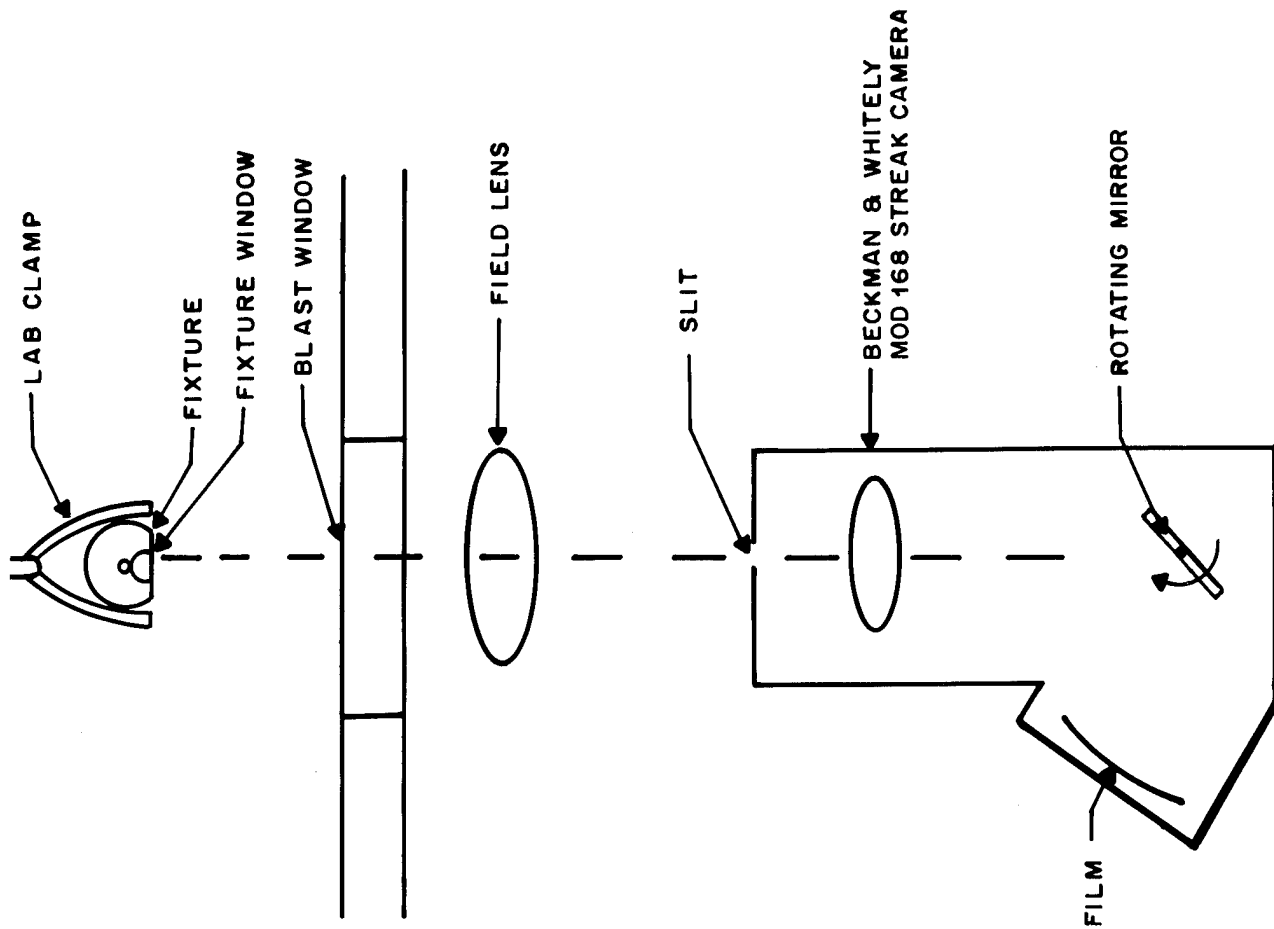 LAB CLAMP
FIXTURE
FIXTURE WINDOW
BLAST WINDOW
FIELD LENS
SLIT
BECKMAN & WHITELY
MOD 168 STREAK CAMERA
ROTATING MIRROR
FILM